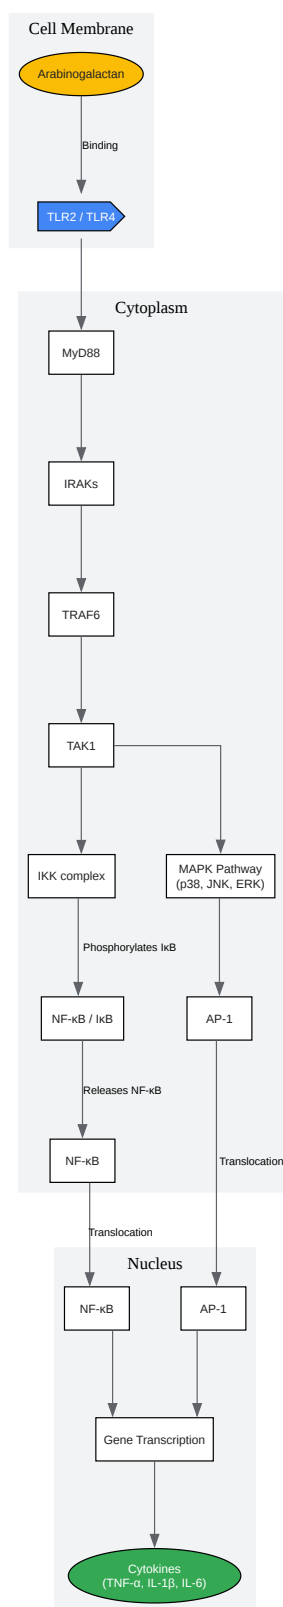 Cell Membrane
Arabinogalactan
Binding
TLR2 / TLR4
Cytoplasm
MyD88
IRAKs
TRAF6
TAK1
IKK complex
MAPK Pathway
(p38, JNK, ERK)
Phosphorylates IκB
NF-κB / IκB
AP-1
Releases NF-κB
NF-κB
Translocation
Translocation
Nucleus
NF-κB
AP-1
Gene Transcription
Cytokines
(TNF-α, IL-1β, IL-6)